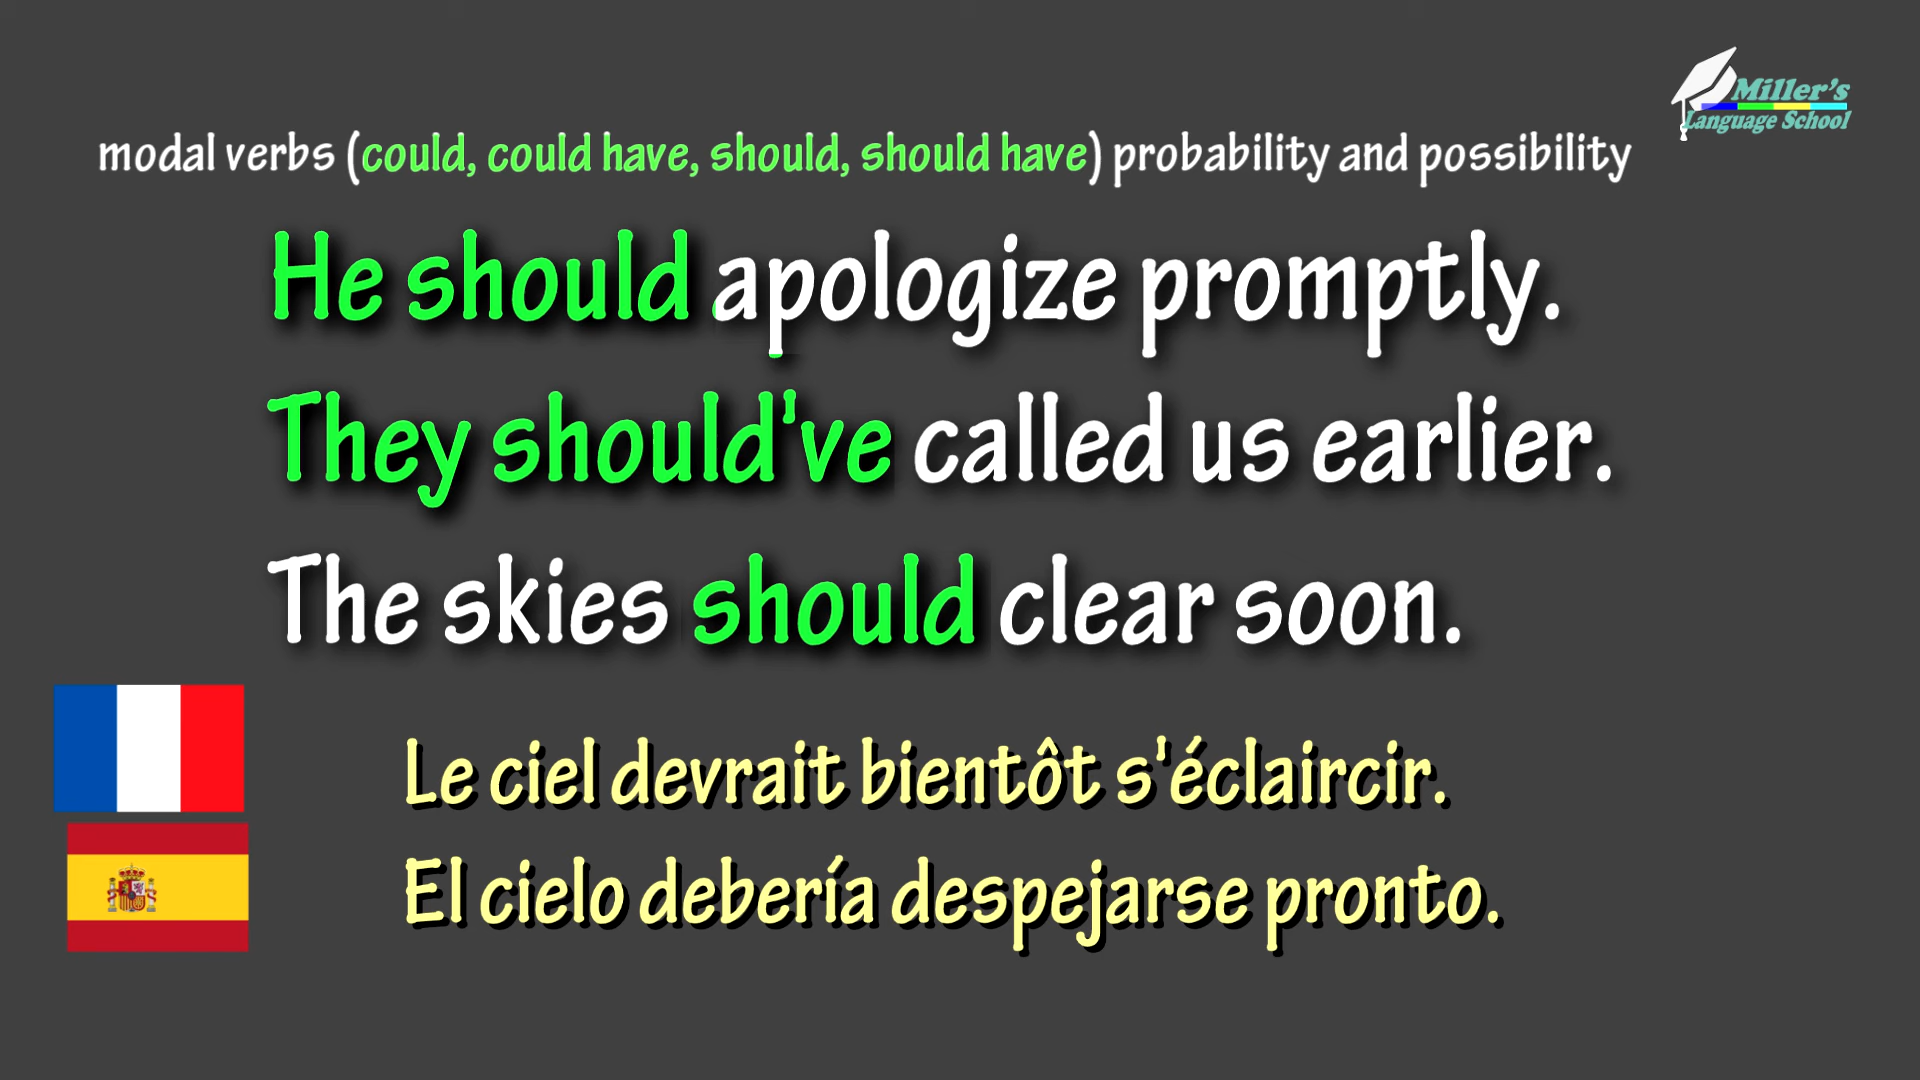 Miller's
Language School
modal verbs (could, could have, should, should have) probability and possibility
He should apologize promptly.
They should've called us earlier.
The skies should clear soon.
Le ciel devrait bientôt s'éclaircir.
El cielo debería despejarse pronto.